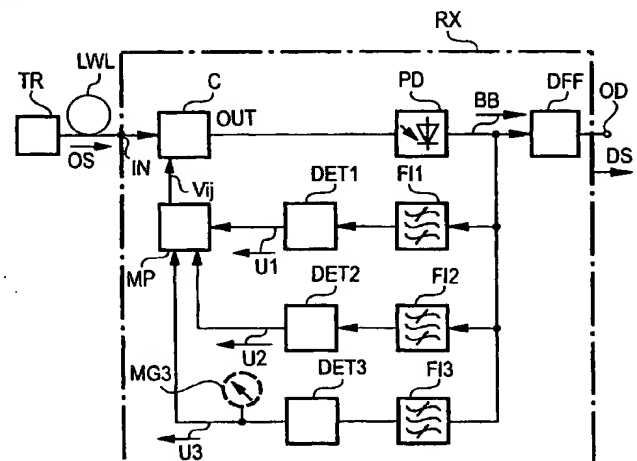 RX
LWL
TR
C
PD
DFF
OD
OUT
BB
OS
IN
DS
Vij
DET1
FI1
MP
U1
DET2
FI2
U2
MG3
DET3
FI3
U3